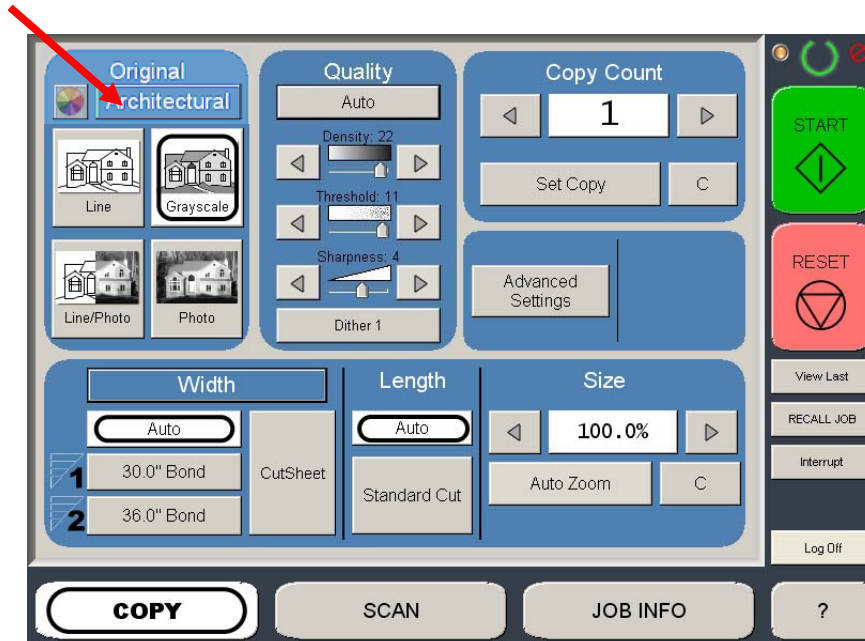 Original
Architectural
Line
Grayscale
Line/Photo
Photo
Quality
Auto
Density: 22
Threshold: 11
Sharpness: 4
Dither 1
Copy Count
1
Set Copy
C
Advanced
Settings
Width
Auto
1
30.0" Bond
2
36.0" Bond
CutSheet
Length
Auto
Standard Cut
Size
100.0%
Auto Zoom
C
START
RESET
View Last
RECALL JOB
Interrupt
Log Off
COPY
SCAN
JOB INFO
?